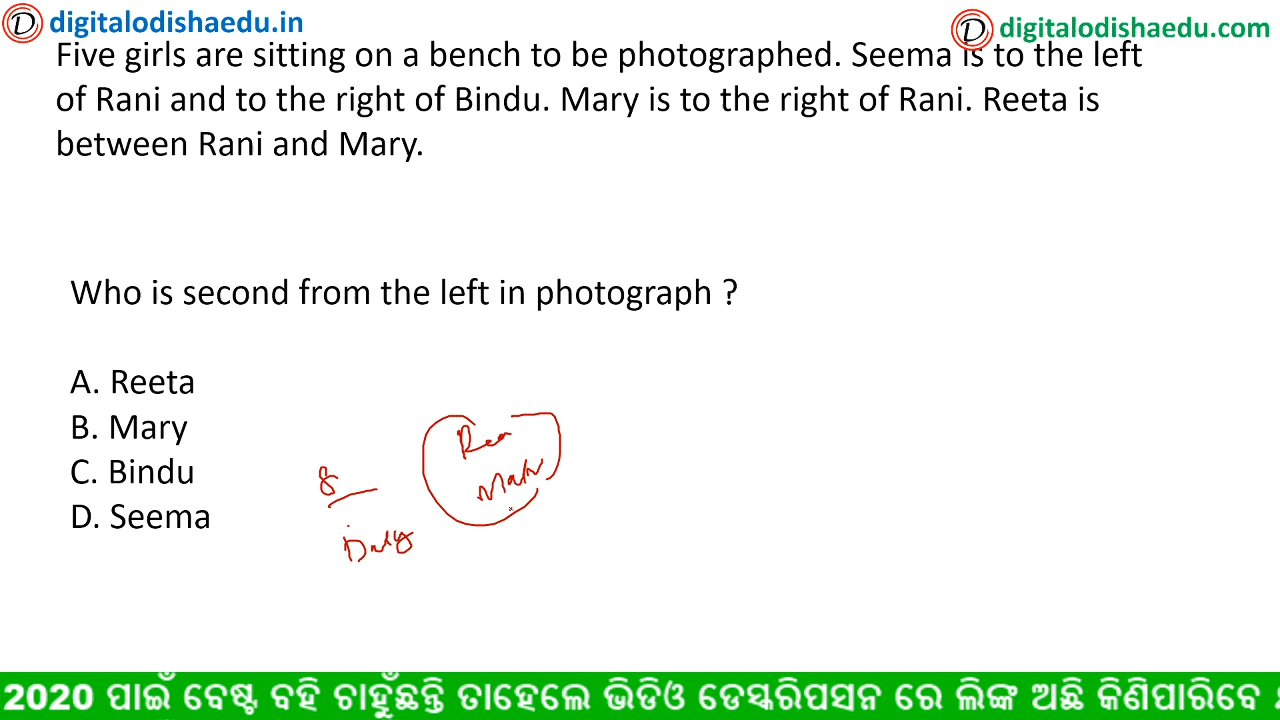 digitalodishaedu.in
digitalodishaedu.com
Five girls are sitting on a bench to be photographed. Seema is to the left
of Rani and to the right of Bindu. Mary is to the right of Rani. Reeta is
between Rani and Mary.
Who is second from the left in photograph ?
A. Reeta
B. Mary
C. Bindu
D. Seema
8
Daily
2020 ପାଇଁ ବେଷ୍ଟ ବହି ଚାହୁଁଛନ୍ତି ତାହେଲେ ଭିଡିଓ ଡେସ୍କରିପସନ ରେ ଲିଙ୍କ ଅଛି କିଣିପାରିବେ